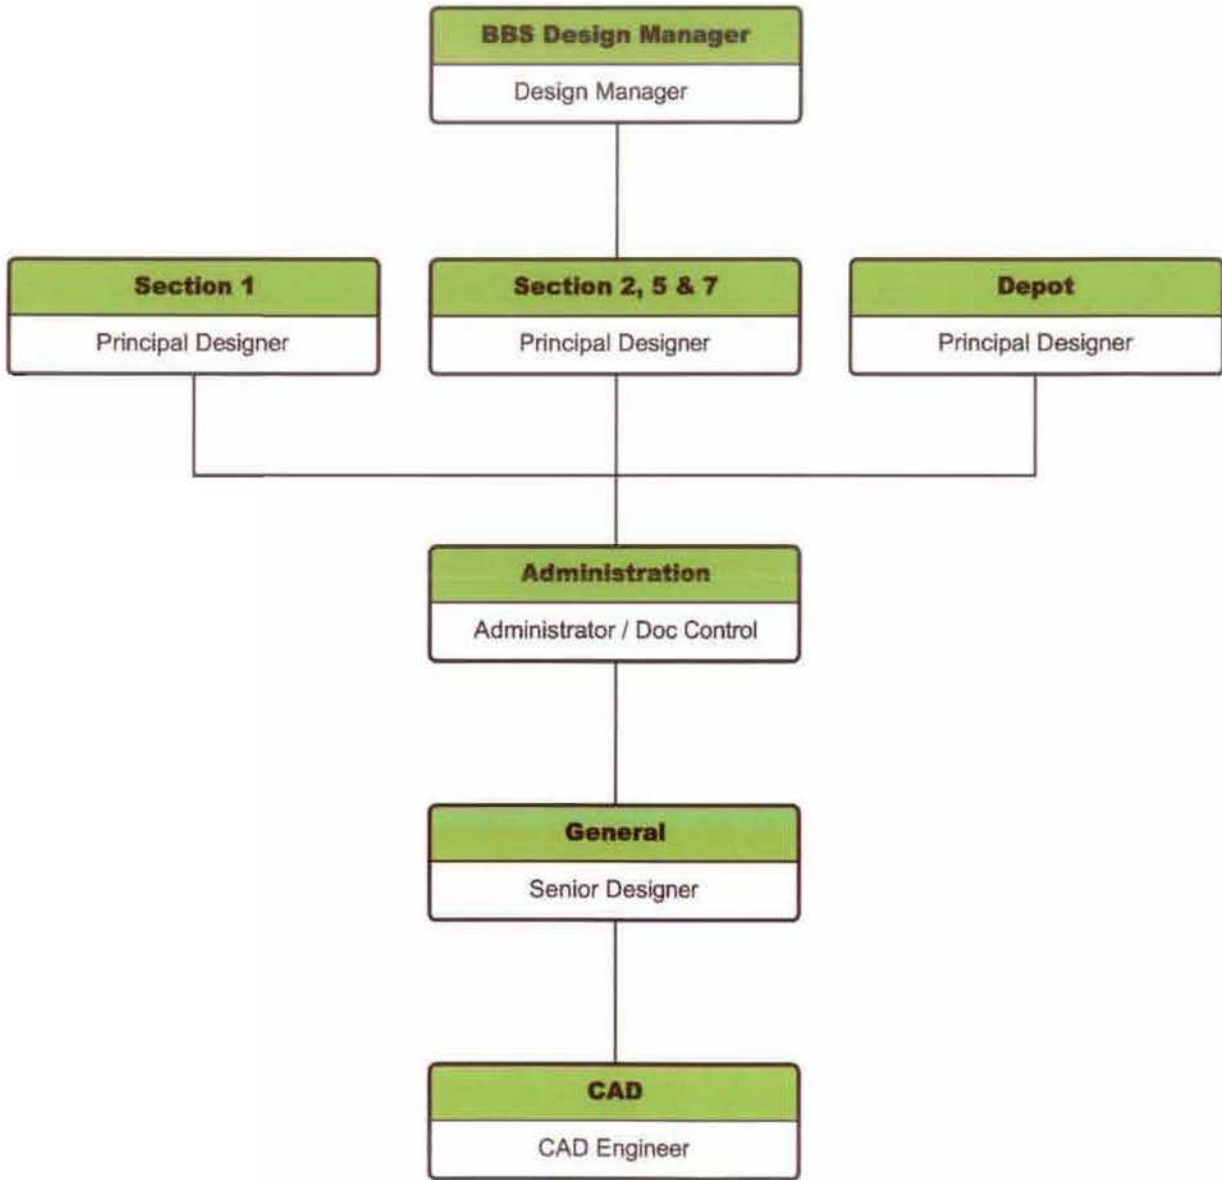 BBS Design Manager
Design Manager
Section 1
Principal Designer
Section 2, 5 & 7
Principal Designer
Depot
Principal Designer
Administration
Administrator / Doc Control
General
Senior Designer
CAD
CAD Engineer